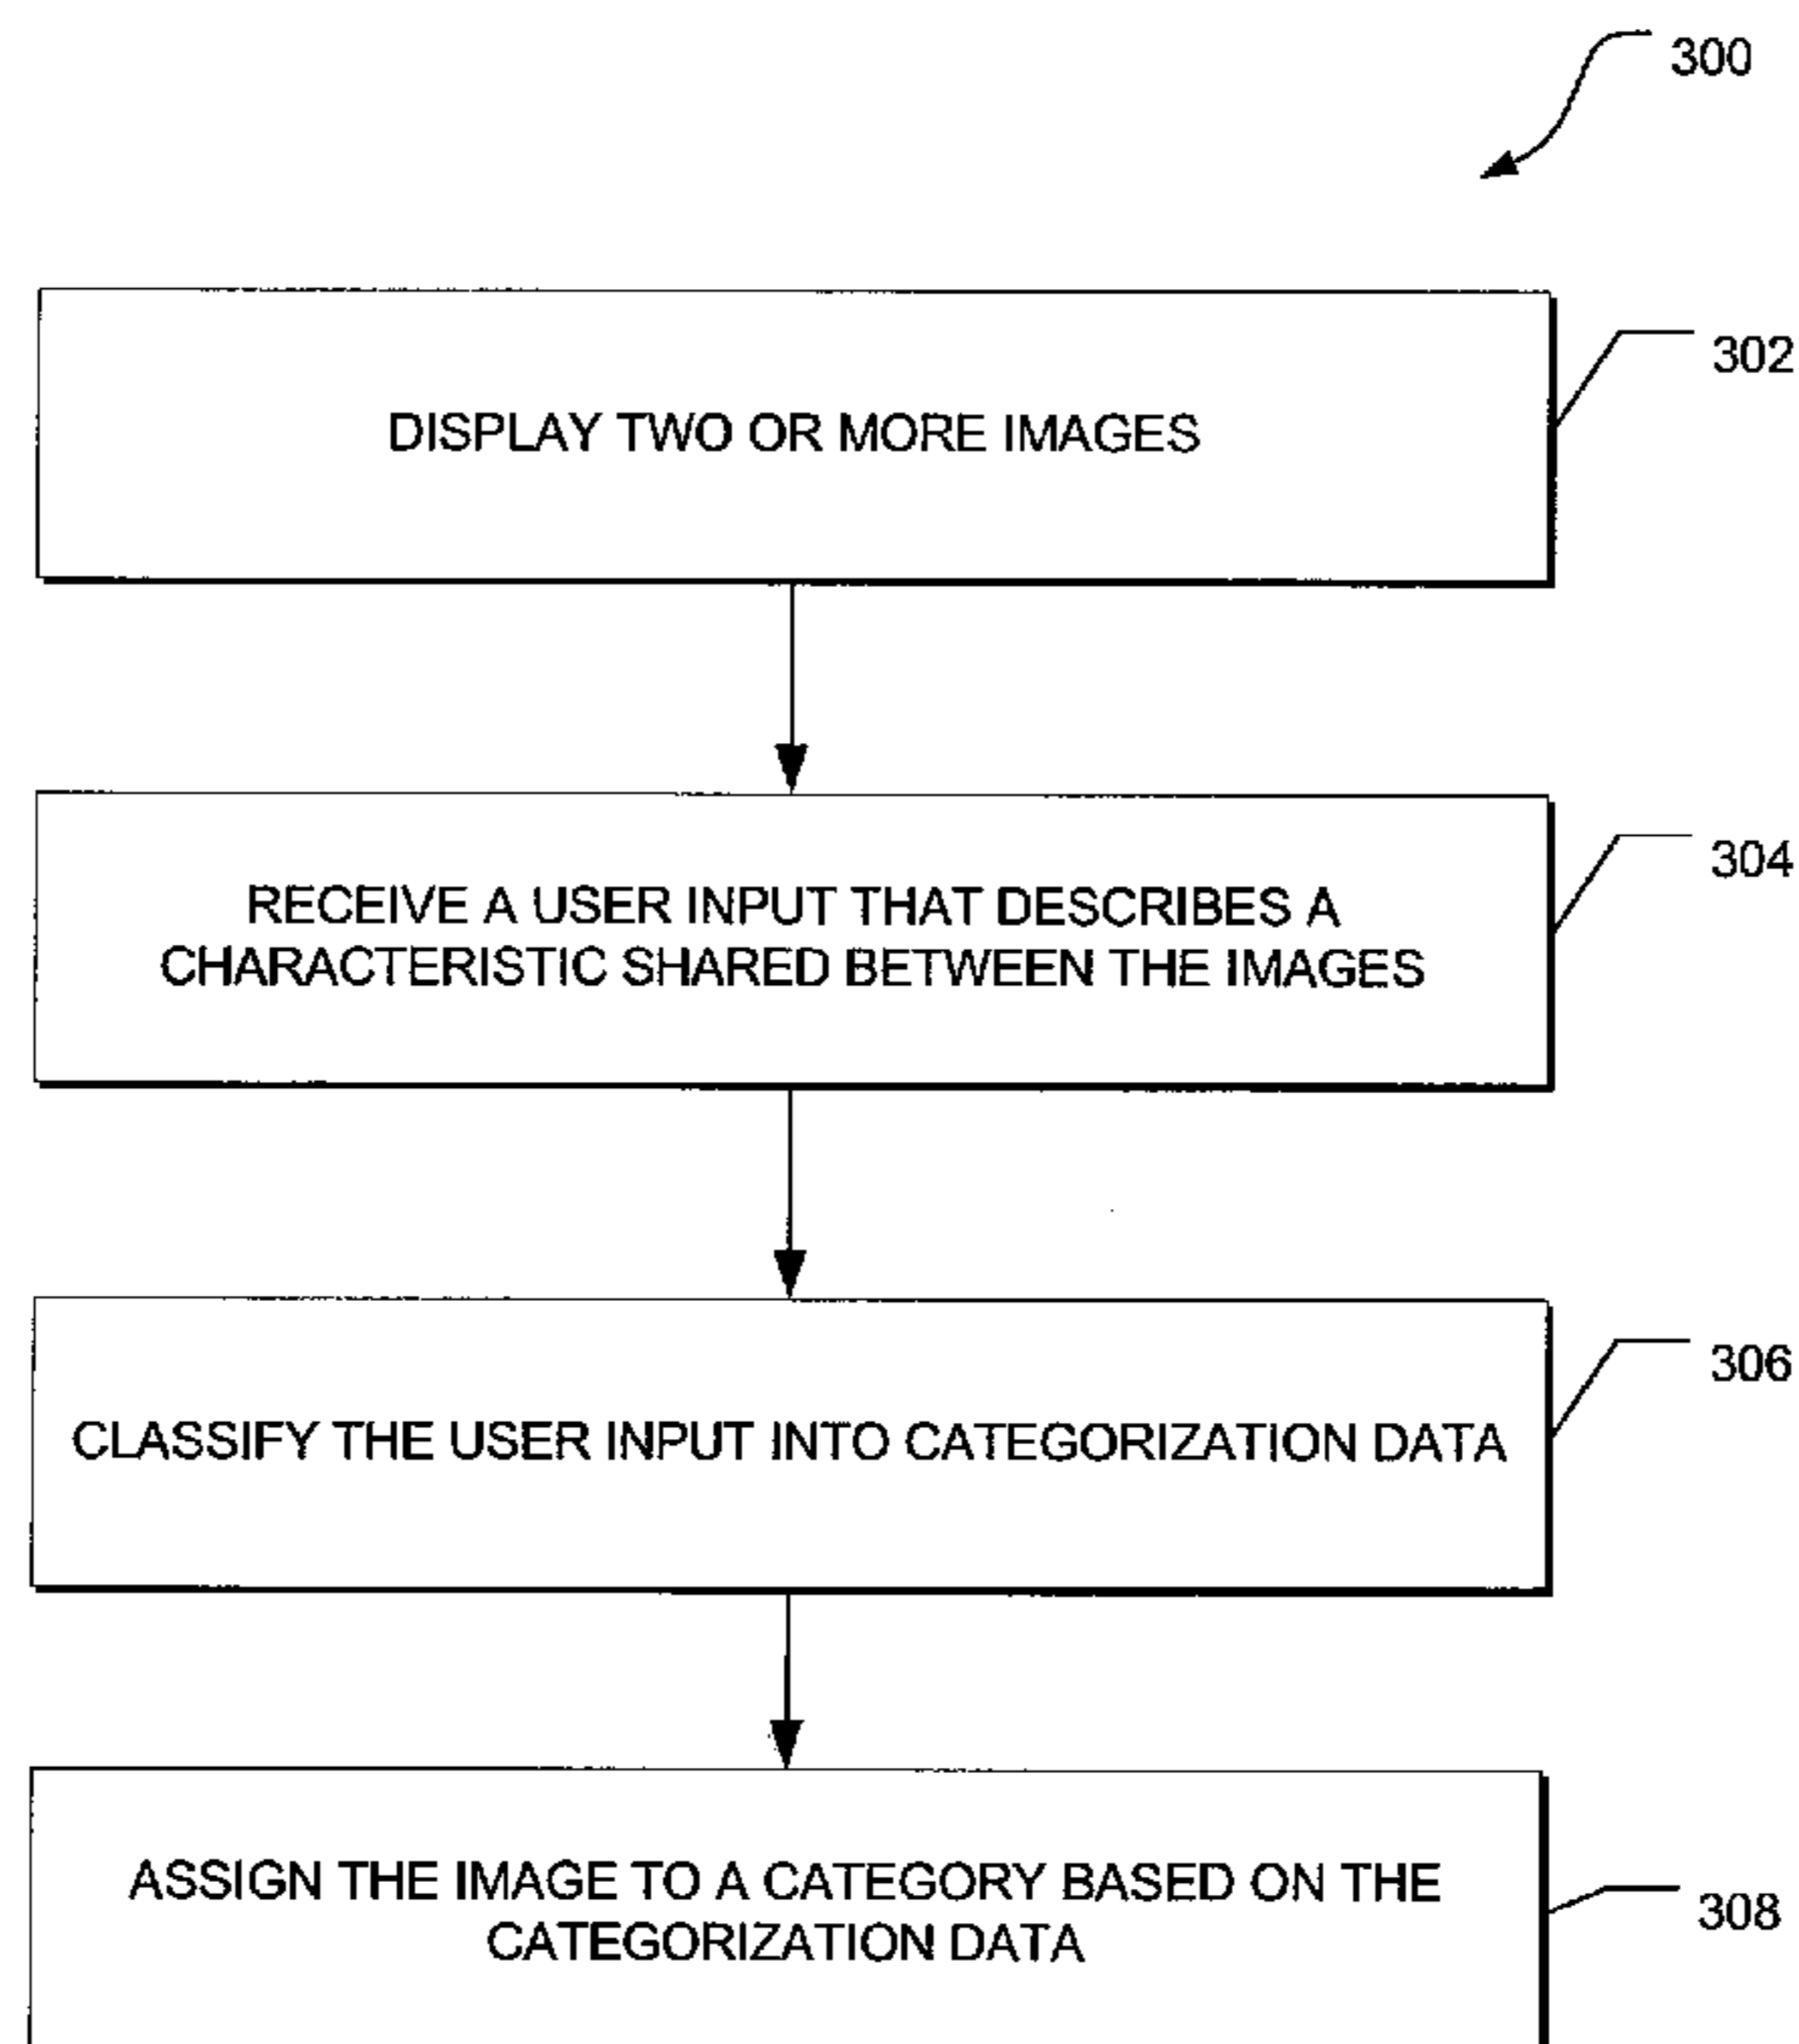 300
302
DISPLAY TWO OR MORE IMAGES
304
RECEIVE A USER INPUT THAT DESCRIBES A
CHARACTERISTIC SHARED BETWEEN THE IMAGES
306
CLASSIFY THE USER INPUT INTO CATEGORIZATION DATA
ASSIGN THE IMAGE TO A CATEGORY BASED ON THE
308
CATEGORIZATION DATA